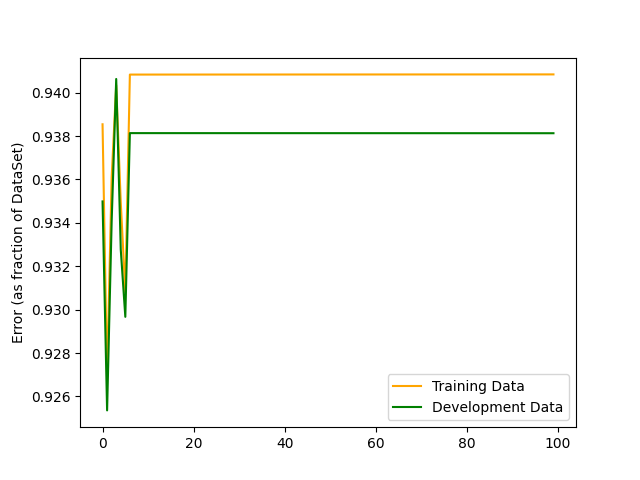 0.940
0.938
0.936
0.934
0.932
0.930
0.928
0.926
Error (as fraction of DataSet)
0 20 40 60 80 100
Training Data
Development Data